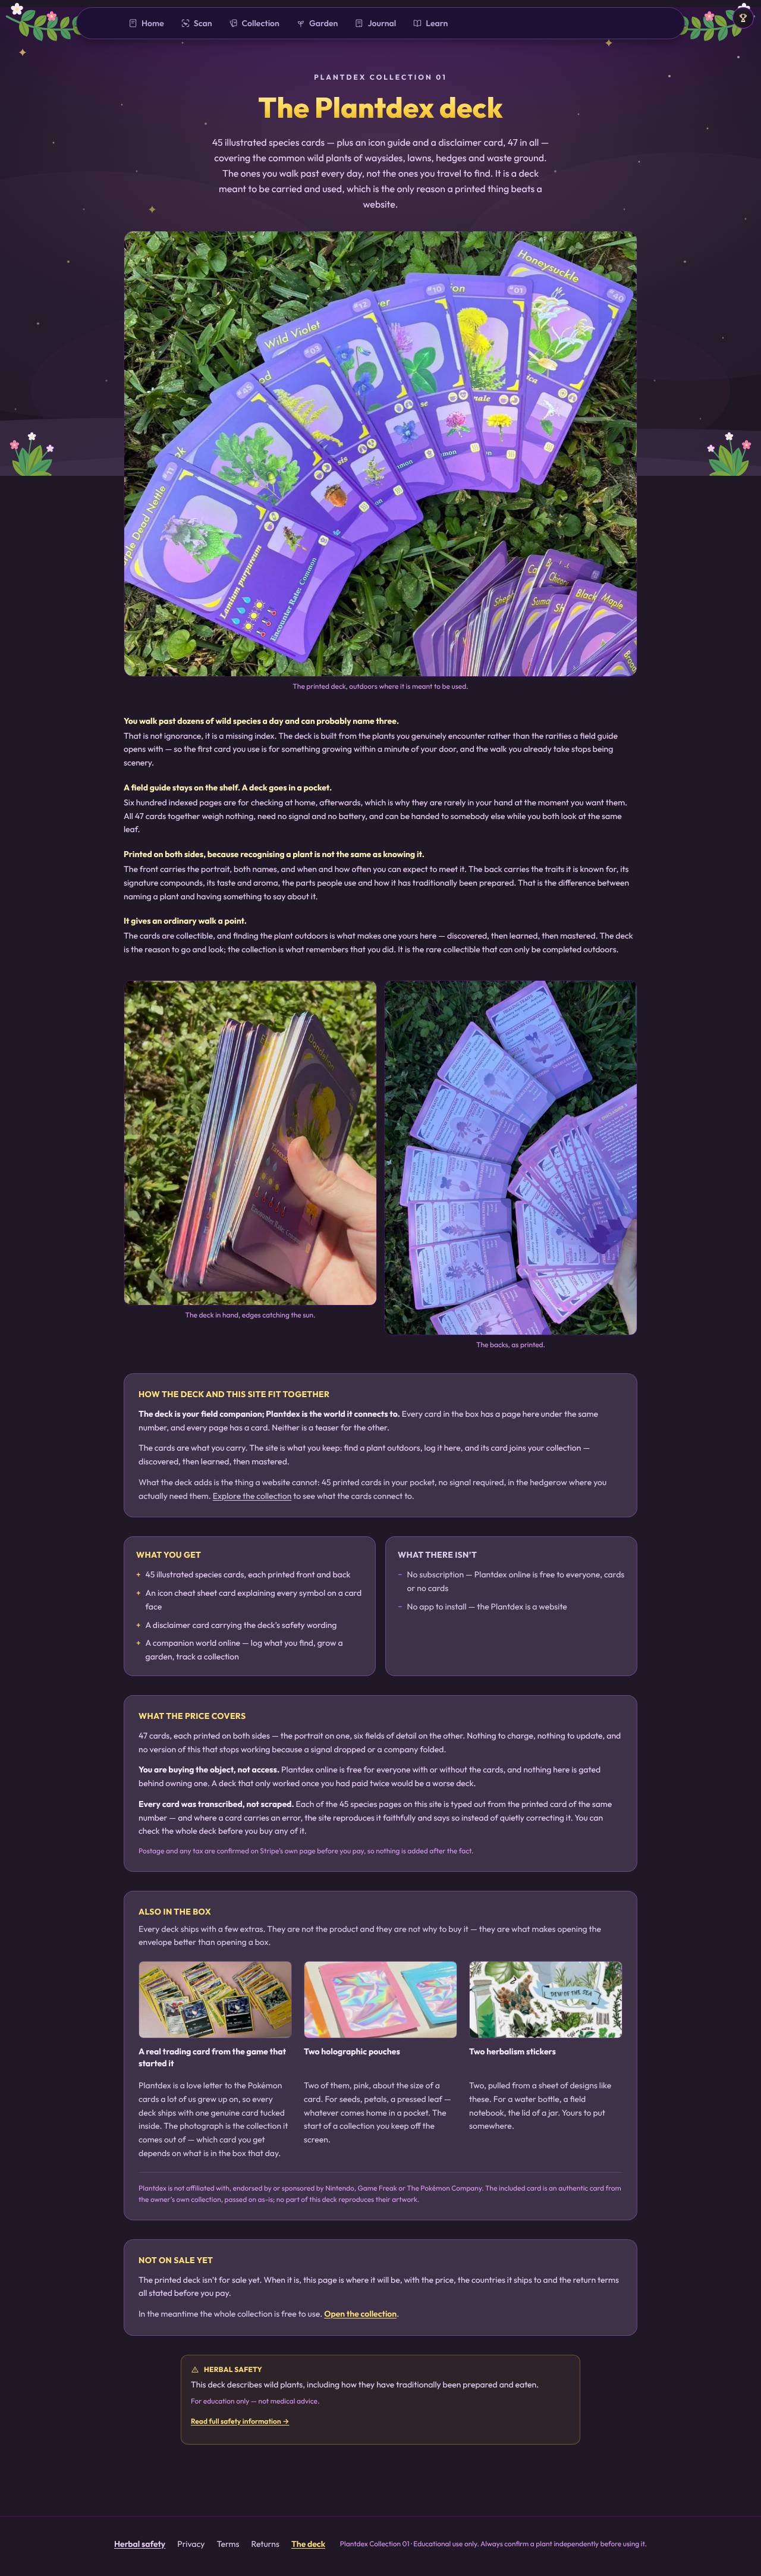 Home
Scan
Collection
Garden
Journal
Learn
PLANTDEX COLLECTION 01
The Plantdex deck
45 illustrated species cards — plus an icon guide and a disclaimer card, 47 in all —
covering the common wild plants of waysides, lawns, hedges and waste ground.
The ones you walk past every day, not the ones you travel to find. It is a deck
meant to be carried and used, which is the only reason a printed thing beats a
website.
Honeysuckle
Wild Violet
Lamium purpureum
Encounter Rate: Common
Black
Maple
The printed deck, outdoors where it is meant to be used.
You walk past dozens of wild species a day and can probably name three.
That is not ignorance, it is a missing index. The deck is built from the plants you genuinely encounter rather than the rarities a field guide
opens with — so the first card you use is for something growing within a minute of your door, and the walk you already take stops being
scenery.
A field guide stays on the shelf. A deck goes in a pocket.
Six hundred indexed pages are for checking at home, afterwards, which is why they are rarely in your hand at the moment you want them.
All 47 cards together weigh nothing, need no signal and no battery, and can be handed to somebody else while you both look at the same
leaf.
Printed on both sides, because recognising a plant is not the same as knowing it.
The front carries the portrait, both names, and when and how often you can expect to meet it. The back carries the traits it is known for, its
signature compounds, its taste and aroma, the parts people use and how it has traditionally been prepared. That is the difference between
naming a plant and having something to say about it.
It gives an ordinary walk a point.
The cards are collectible, and finding the plant outdoors is what makes one yours here — discovered, then learned, then mastered. The deck
is the reason to go and look; the collection is what remembers that you did. It is the rare collectible that can only be completed outdoors.
Dandelion
The deck in hand, edges catching the sun.
The backs, as printed.
HOW THE DECK AND THIS SITE FIT TOGETHER
The deck is your field companion; Plantdex is the world it connects to. Every card in the box has a page here under the same
number, and every page has a card. Neither is a teaser for the other.
The cards are what you carry. The site is what you keep: find a plant outdoors, log it here, and its card joins your collection —
discovered, then learned, then mastered.
What the deck adds is the thing a website cannot: 45 printed cards in your pocket, no signal required, in the hedgerow where you
actually need them. Explore the collection to see what the cards connect to.
WHAT YOU GET
45 illustrated species cards, each printed front and back
An icon cheat sheet card explaining every symbol on a card
face
A disclaimer card carrying the deck's safety wording
A companion world online — log what you find, grow a
garden, track a collection
WHAT THERE ISN'T
No subscription — Plantdex online is free to everyone, cards
or no cards
No app to install — the Plantdex is a website
WHAT THE PRICE COVERS
47 cards, each printed on both sides — the portrait on one, six fields of detail on the other. Nothing to charge, nothing to update, and
no version of this that stops working because a signal dropped or a company folded.
You are buying the object, not access. Plantdex online is free for everyone with or without the cards, and nothing here is gated
behind owning one. A deck that only worked once you had paid twice would be a worse deck.
Every card was transcribed, not scraped. Each of the 45 species pages on this site is typed out from the printed card of the same
number — and where a card carries an error, the site reproduces it faithfully and says so instead of quietly correcting it. You can
check the whole deck before you buy any of it.
Postage and any tax are confirmed on Stripe's own page before you pay, so nothing is added after the fact.
ALSO IN THE BOX
Every deck ships with a few extras. They are not the product and they are not why to buy it — they are what makes opening the
envelope better than opening a box.
DEW OF THE SEA
A real trading card from the game that
started it
Plantdex is a love letter to the Pokémon
cards a lot of us grew up on, so every
deck ships with one genuine card tucked
inside. The photograph is the collection it
comes out of — which card you get
depends on what is in the box that day.
Two holographic pouches
Two of them, pink, about the size of a
card. For seeds, petals, a pressed leaf —
whatever comes home in a pocket. The
start of a collection you keep off the
screen.
Two herbalism stickers
Two, pulled from a sheet of designs like
these. For a water bottle, a field
notebook, the lid of a jar. Yours to put
somewhere.
Plantdex is not affiliated with, endorsed by or sponsored by Nintendo, Game Freak or The Pokémon Company. The included card is an authentic card from
the owner's own collection, passed on as-is; no part of this deck reproduces their artwork.
NOT ON SALE YET
The printed deck isn't for sale yet. When it is, this page is where it will be, with the price, the countries it ships to and the return terms
all stated before you pay.
In the meantime the whole collection is free to use. Open the collection.
HERBAL SAFETY
This deck describes wild plants, including how they have traditionally been prepared and eaten.
For education only — not medical advice.
Read full safety information →
Herbal safety
Privacy
Terms
Returns
The deck
Plantdex Collection 01 · Educational use only. Always confirm a plant independently before using it.